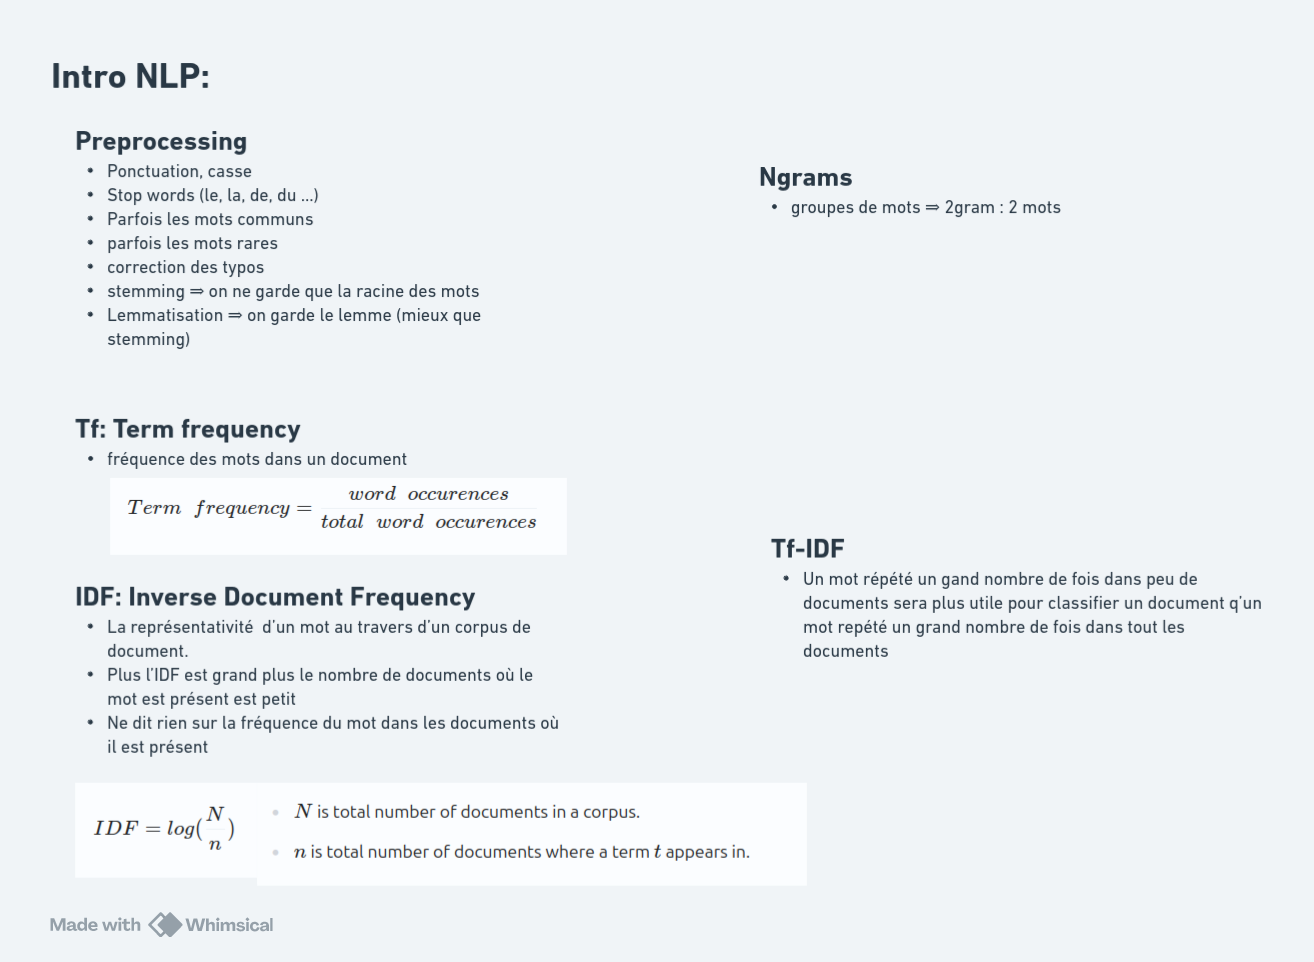 Intro NLP:
Preprocessing
• Ponctuation, casse
• Stop words (le, la, de, du ...)
• Parfois les mots communs
• parfois les mots rares
• correction des typos
• stemming ⇒ on ne garde que la racine des mots
• Lemmatisation ⇒ on garde le lemme (mieux que
stemming)
Ngrams
• groupes de mots ⇒ 2gram : 2 mots
Tf: Term frequency
• fréquence des mots dans un document
Term frequency = word occurences / total word occurences
IDF: Inverse Document Frequency
• La représentativité  d'un mot au travers d'un corpus de
document.
• Plus l'IDF est grand plus le nombre de documents où le
mot est présent est petit
• Ne dit rien sur la fréquence du mot dans les documents où
il est présent
IDF = log(N/n)
• N is total number of documents in a corpus.
• n is total number of documents where a term t appears in.
Tf-IDF
• Un mot répété un gand nombre de fois dans peu de
documents sera plus utile pour classifier un document q'un
mot repété un grand nombre de fois dans tout les
documents
Made with Whimsical